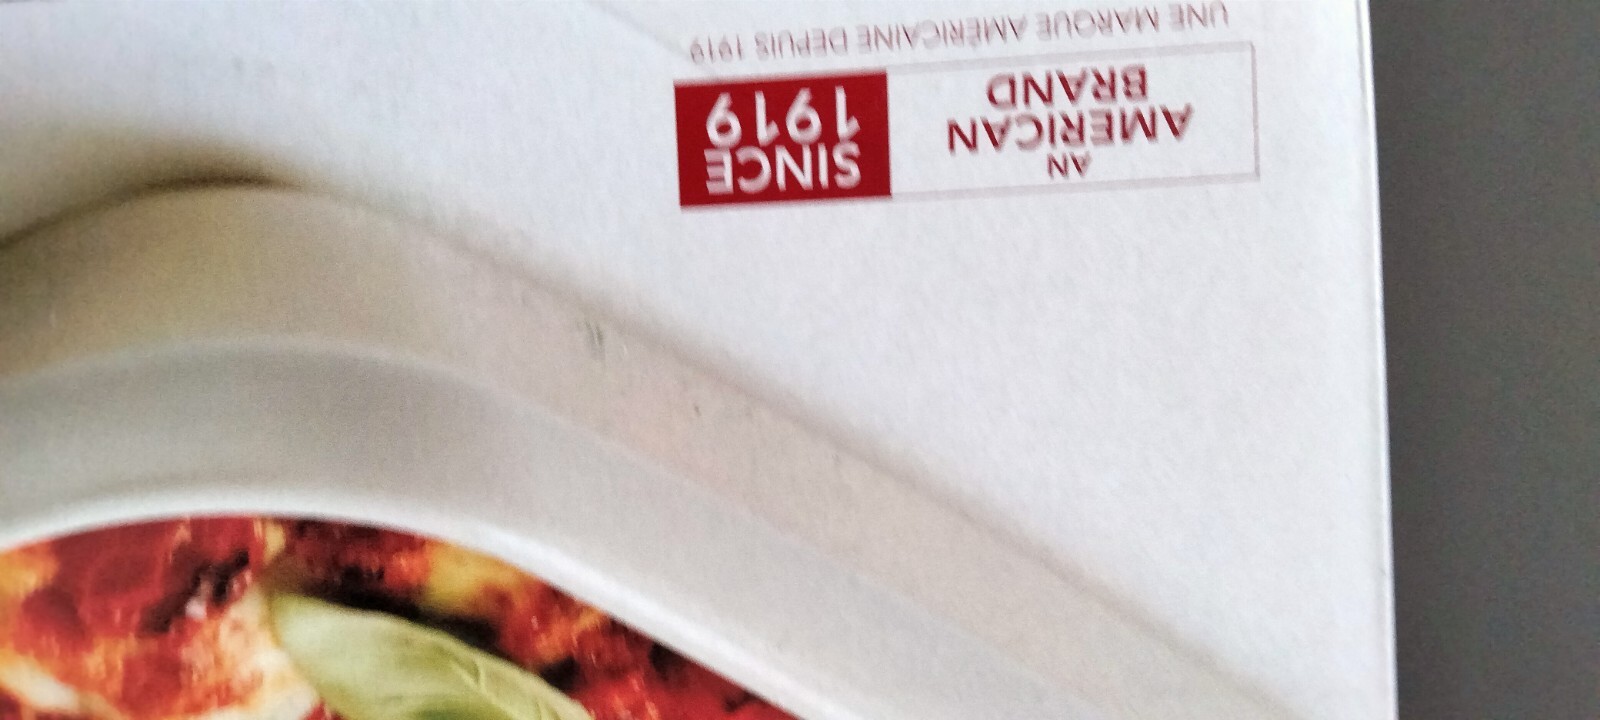 AN
AMERICAN
BRAND
SINCE
1919
UNE MARQUE AMÉRICAINE DEPUIS 1919